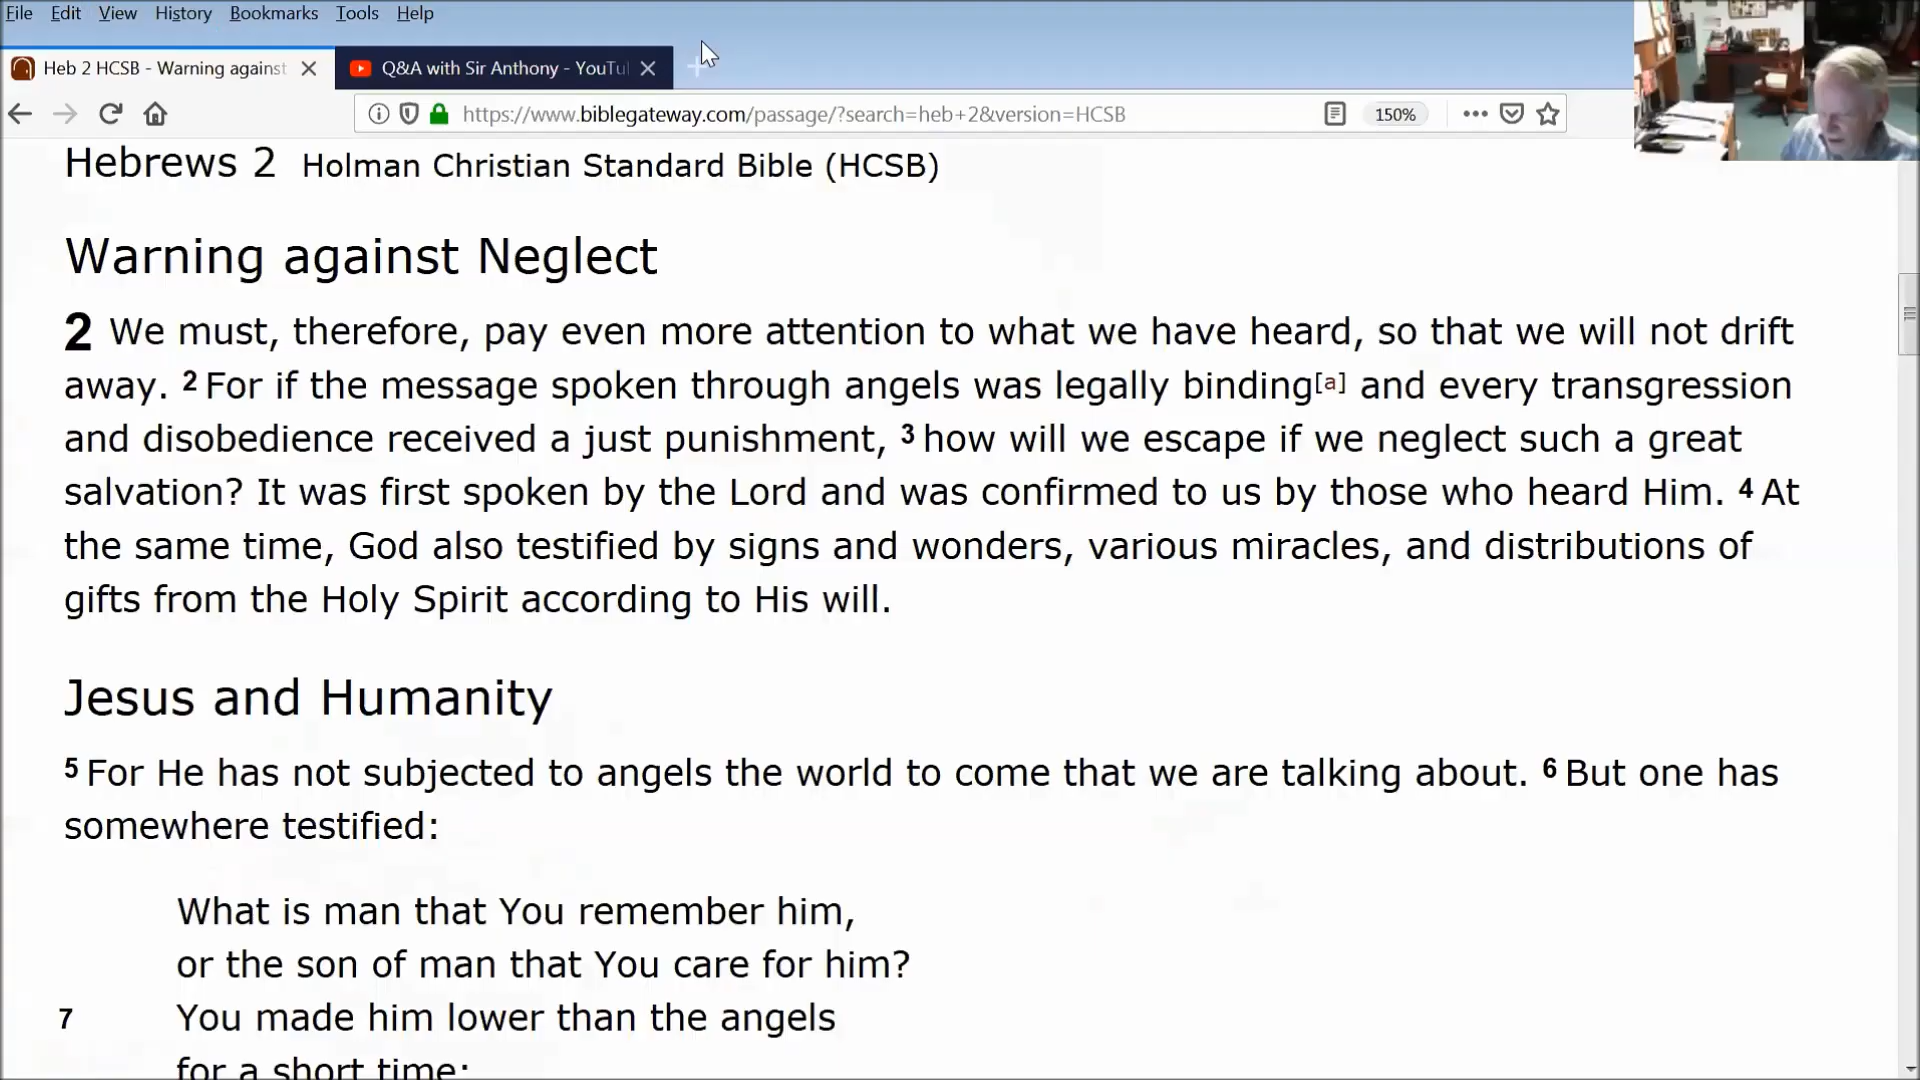 File Edit View History Bookmarks Tools Help
Heb 2 HCSB - Warning against
Q&A with Sir Anthony - YouTu
https://www.biblegateway.com/passage/?search=heb+2&version=HCSB
150%
Hebrews 2 Holman Christian Standard Bible (HCSB)
Warning against Neglect
2 We must, therefore, pay even more attention to what we have heard, so that we will not drift
away. 2 For if the message spoken through angels was legally binding[a] and every transgression
and disobedience received a just punishment, 3 how will we escape if we neglect such a great
salvation? It was first spoken by the Lord and was confirmed to us by those who heard Him. 4 At
the same time, God also testified by signs and wonders, various miracles, and distributions of
gifts from the Holy Spirit according to His will.
Jesus and Humanity
5 For He has not subjected to angels the world to come that we are talking about. 6 But one has
somewhere testified:
What is man that You remember him,
or the son of man that You care for him?
7 You made him lower than the angels
for a short time;